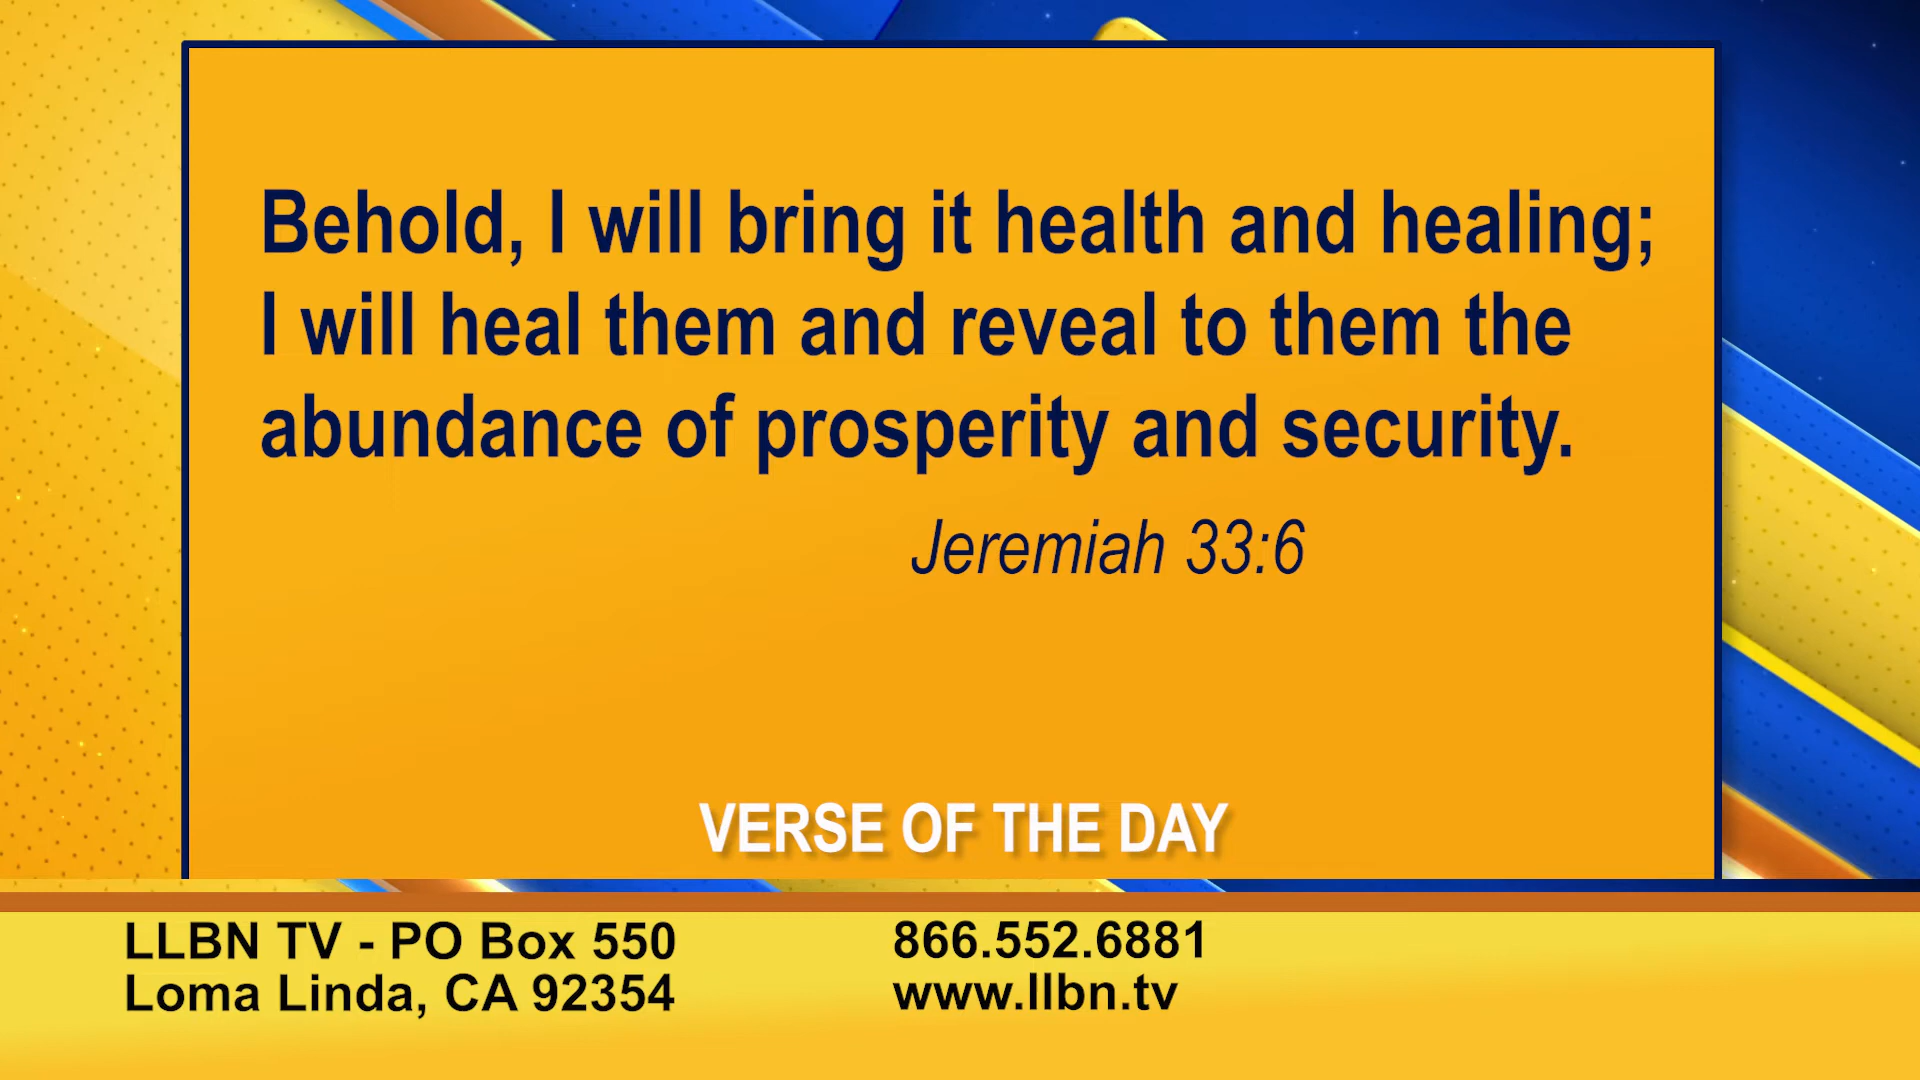 Behold, I will bring it health and healing;
I will heal them and reveal to them the
abundance of prosperity and security.
Jeremiah 33:6
VERSE OF THE DAY
LLBN TV - PO Box 550
Loma Linda, CA 92354
866.552.6881
www.llbn.tv